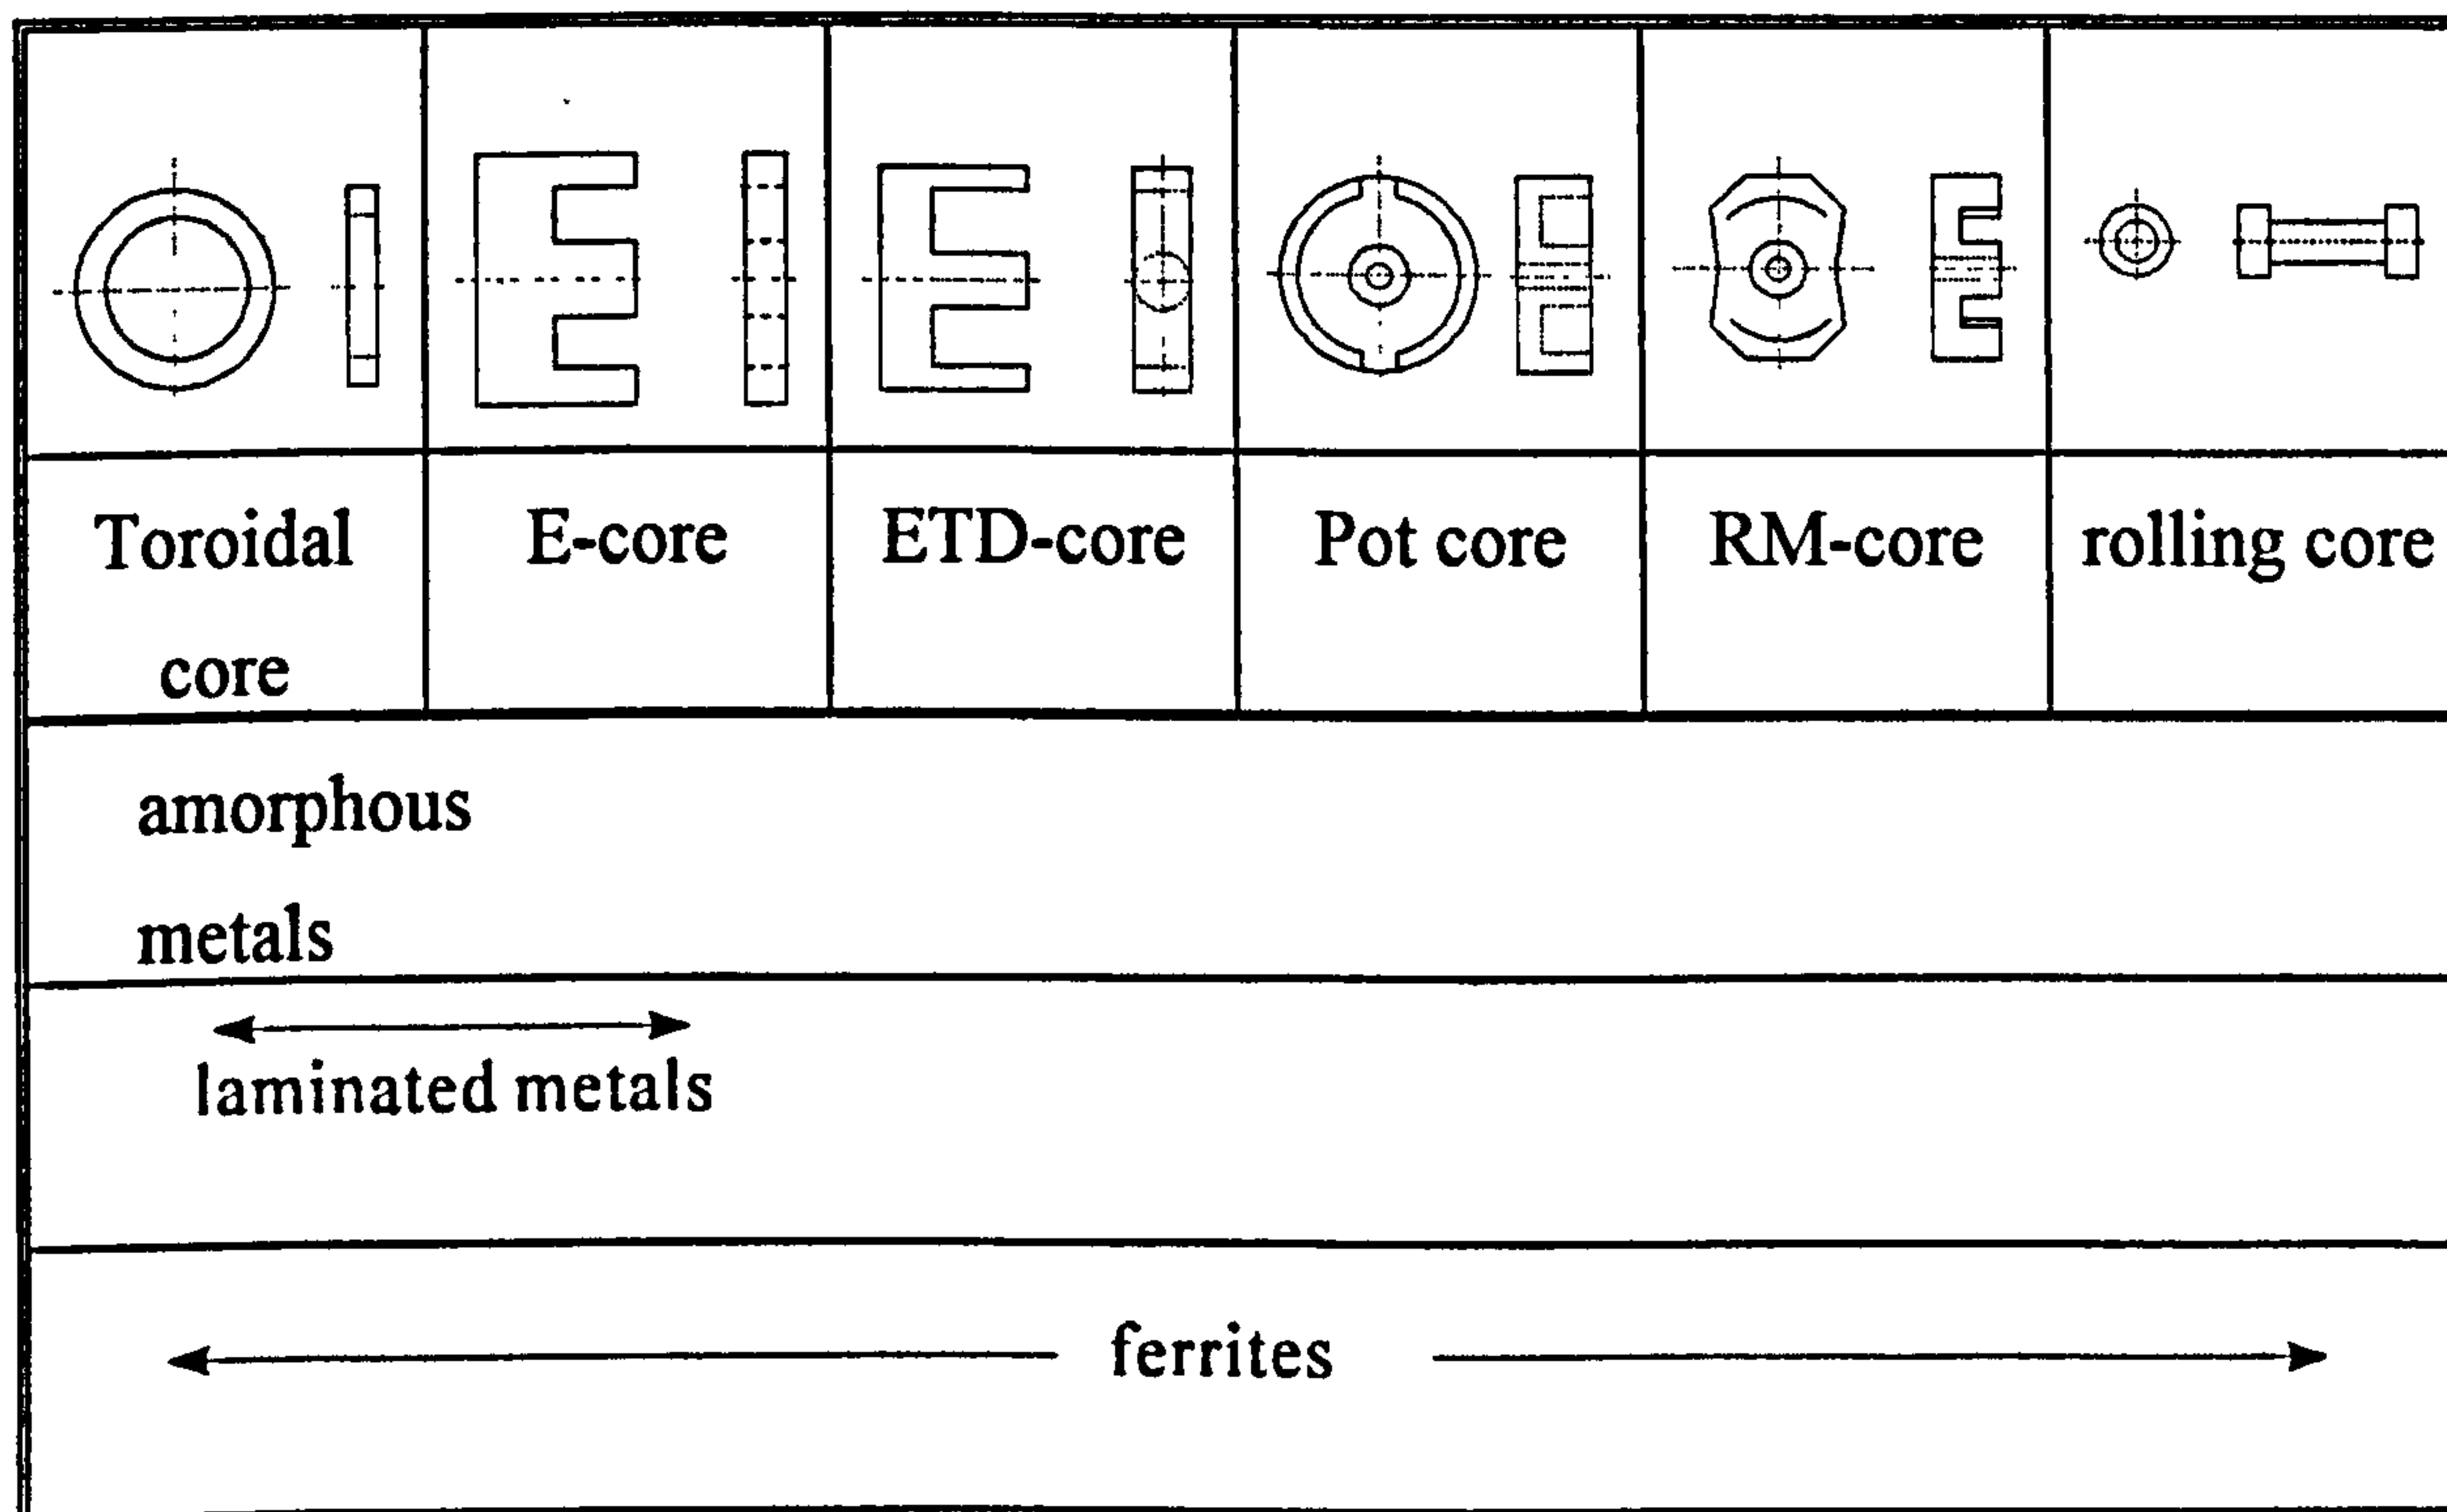 Toroidal core
E-core
ETD-core
Pot core
RM-core
rolling core
amorphous
metals
laminated metals
ferrites